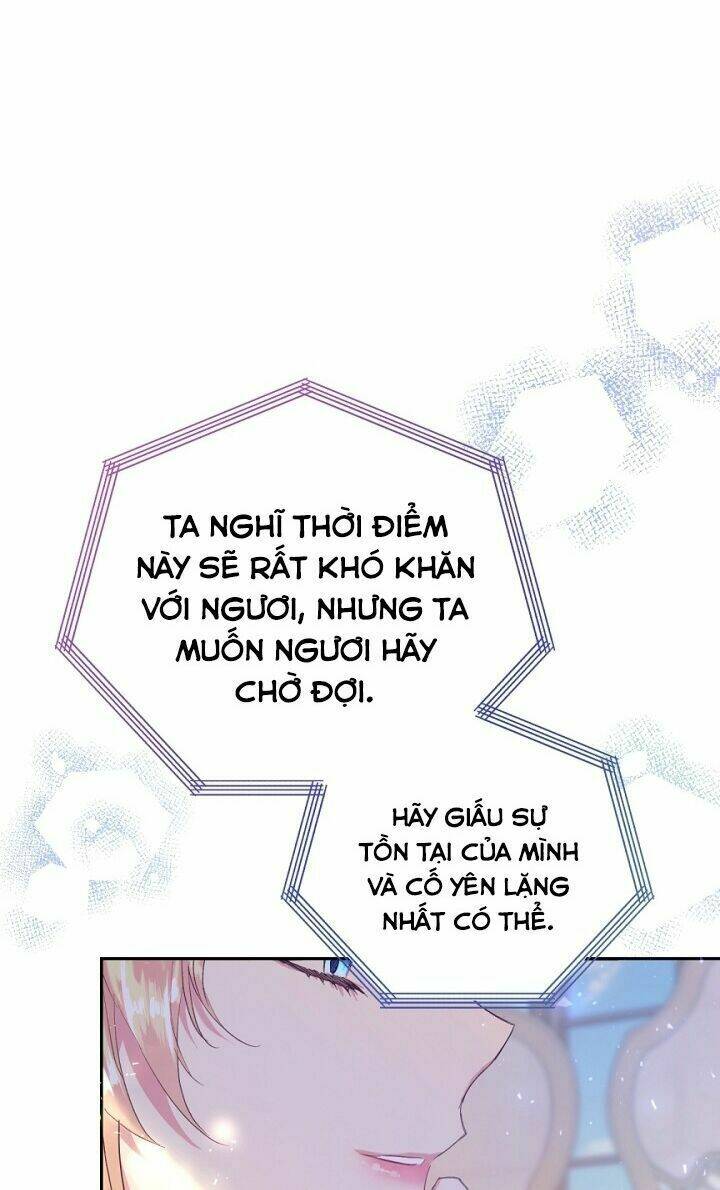 TA NGHĨ THỜI ĐIỂM
NÀY SẼ RẤT KHÓ KHĂN
VỚI NGƯƠI, NHƯNG TA
MUỐN NGƯƠI HÃY
CHỜ ĐỢI.
HÃY GIẤU SỰ
TỒN TẠI CỦA MÌNH
VÀ CỐ YÊN LẶNG
NHẤT CÓ THỂ.